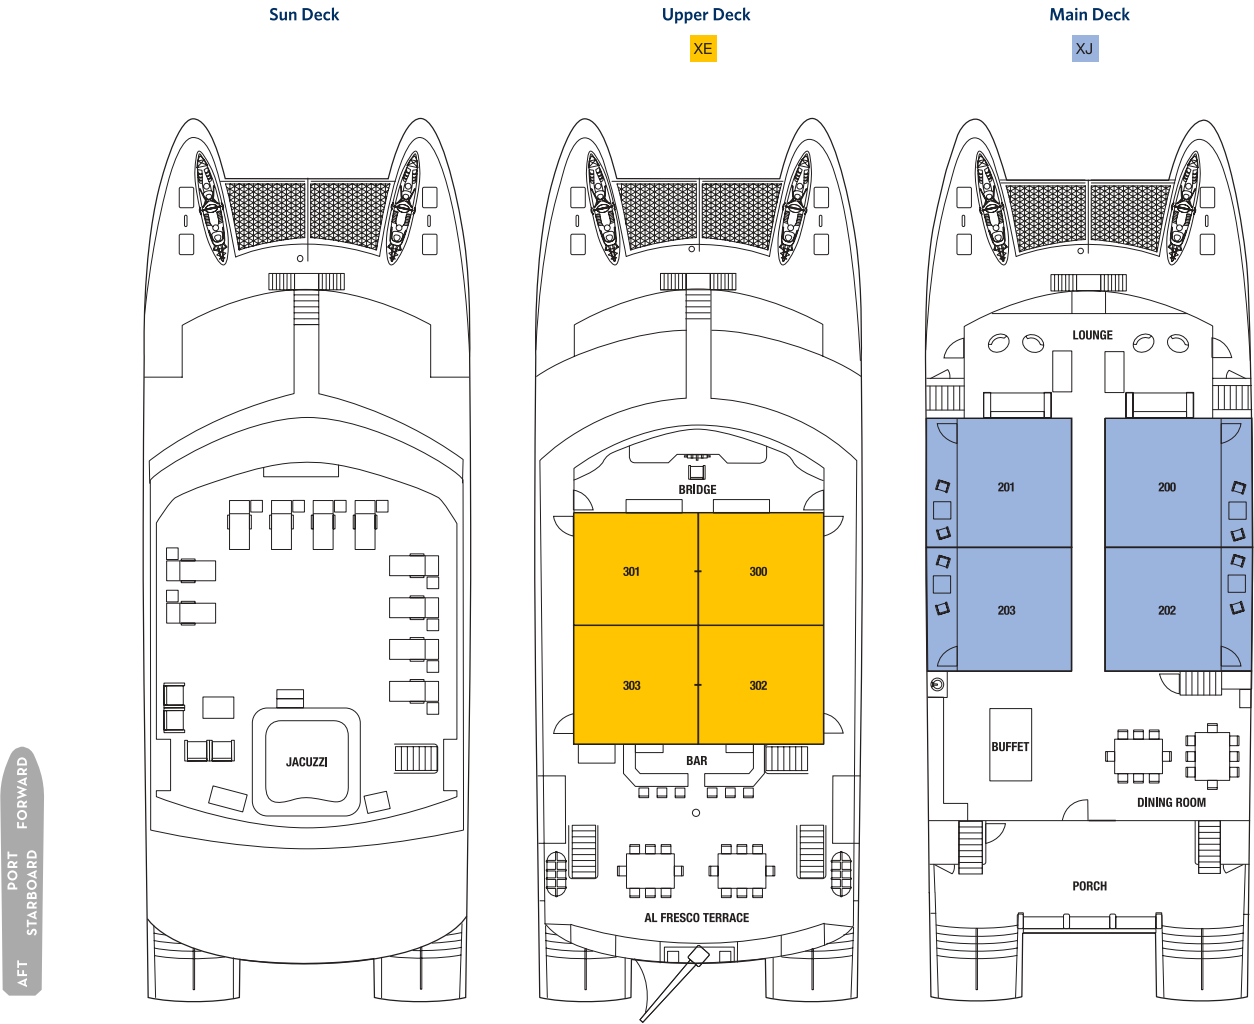 Sun Deck
Upper Deck
Main Deck
XE
XJ
LOUNGE
BRIDGE
201
200
301
300
203
202
303
302
JACUZZI
BAR
BUFFET
DINING ROOM
PORCH
AL FRESCO TERRACE
FORWARD
PORT
STARBOARD
AFT